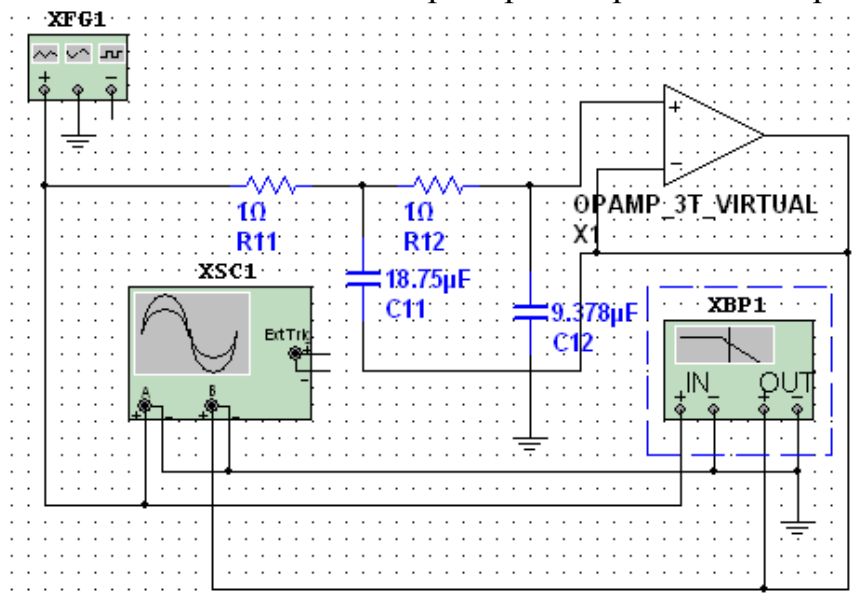 XFG1
1Ω
R11
1Ω
R12
OPAMP_3T_VIRTUAL
X1
XSC1
Ext Trig
A
B
18.75µF
C11
9.378µF
C12
XBP1
IN
OUT